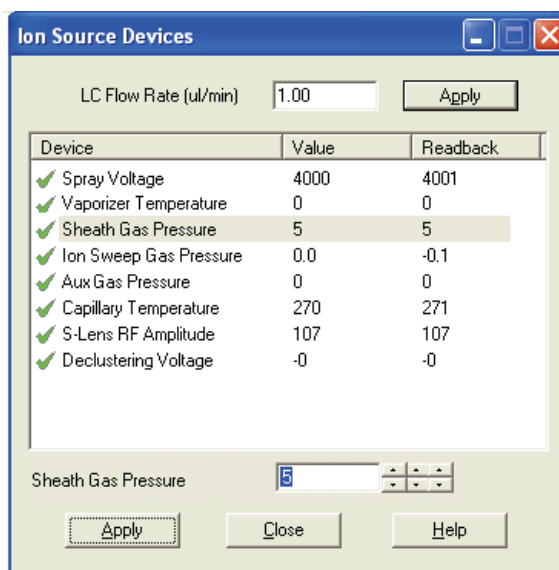 Ion Source Devices
LC Flow Rate (ul/min) 1.00 Apply
Device Value Readback
Spray Voltage 4000 4001
Vaporizer Temperature 0 0
Sheath Gas Pressure 5 5
Ion Sweep Gas Pressure 0.0 -0.1
Aux Gas Pressure 0 0
Capillary Temperature 270 271
S-Lens RF Amplitude 107 107
Declustering Voltage -0 -0
Sheath Gas Pressure 5
Apply Close Help